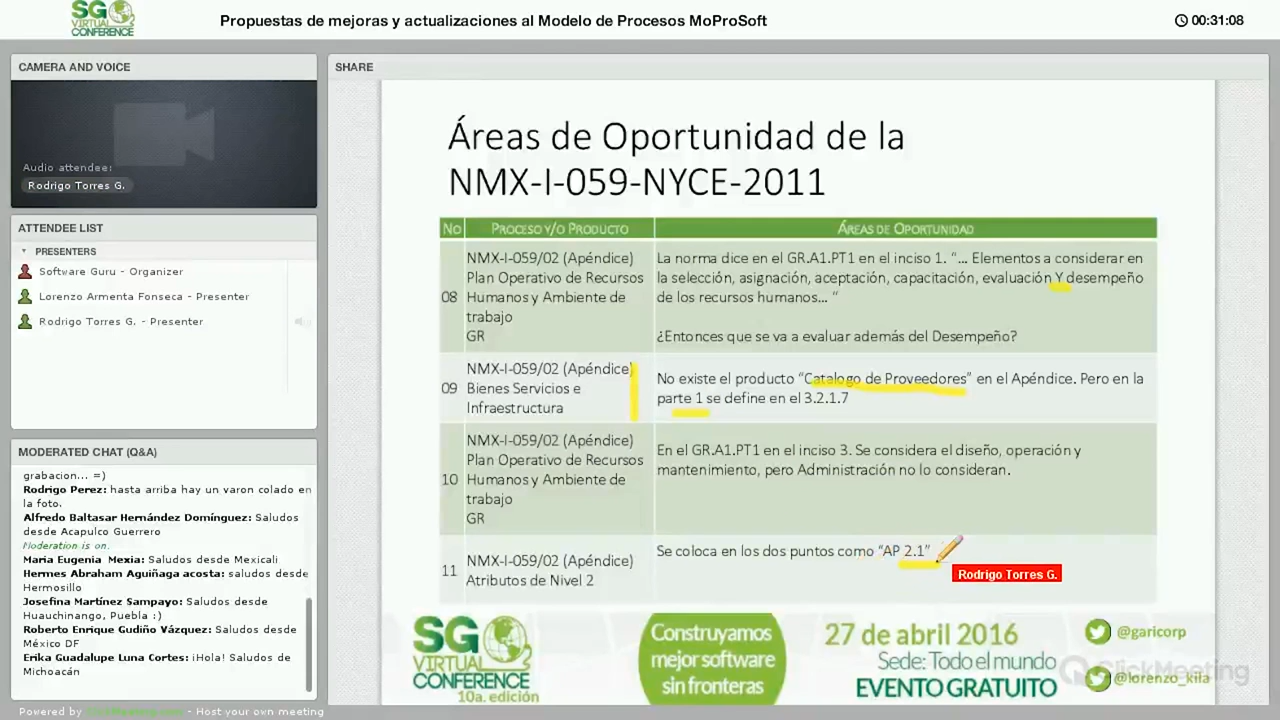 SG
VIRTUAL
CONFERENCE
Propuestas de mejoras y actualizaciones al Modelo de Procesos MoProSoft
00:31:08
CAMERA AND VOICE
Audio attendee:
Rodrigo Torres G.
ATTENDEE LIST
PRESENTERS
Software Guru - Organizer
Lorenzo Armenta Fonseca - Presenter
Rodrigo Torres G. - Presenter
MODERATED CHAT (Q&A)
grabacion... =)
Rodrigo Perez: hasta arriba hay un varon colado en
la foto.
Alfredo Baltasar Hernández Domínguez: Saludos
desde Acapulco Guerrero
Moderation is on.
Maria Eugenia Mexia: Saludos desde Mexicali
Hermes Abraham Aguiñaga acosta: saludos desde
Hermosillo
Josefina Martínez Sampayo: Saludos desde
Huauchinango, Puebla :)
Roberto Enrique Gudiño Vázquez: Saludos desde
México DF
Erika Guadalupe Luna Cortes: ¡Hola! Saludos de
Michoacán
Powered by ClickMeeting.com - Host your own meeting
SHARE
Áreas de Oportunidad de la
NMX-I-059-NYCE-2011
No PROCESO Y/O PRODUCTO ÁREAS DE OPORTUNIDAD
08
NMX-I-059/02 (Apéndice)
Plan Operativo de Recursos
Humanos y Ambiente de
trabajo
GR
La norma dice en el GR.A1.PT1 en el inciso 1. “... Elementos a considerar en
la selección, asignación, aceptación, capacitación, evaluación Y desempeño
de los recursos humanos... “
¿Entonces que se va a evaluar además del Desempeño?
09
NMX-I-059/02 (Apéndice)
Bienes Servicios e
Infraestructura
No existe el producto “Catalogo de Proveedores” en el Apéndice. Pero en la
parte 1 se define en el 3.2.1.7
10
NMX-I-059/02 (Apéndice)
Plan Operativo de Recursos
Humanos y Ambiente de
trabajo
GR
En el GR.A1.PT1 en el inciso 3. Se considera el diseño, operación y
mantenimiento, pero Administración no lo consideran.
11
NMX-I-059/02 (Apéndice)
Atributos de Nivel 2
Se coloca en los dos puntos como “AP 2.1”
Rodrigo Torres G.
SG
VIRTUAL
CONFERENCE
10a. edición
Construyamos
mejor software
sin fronteras
27 de abril 2016
Sede: Todo el mundo
EVENTO GRATUITO
@garicorp
@lorenzo_kila
ClickMeeting